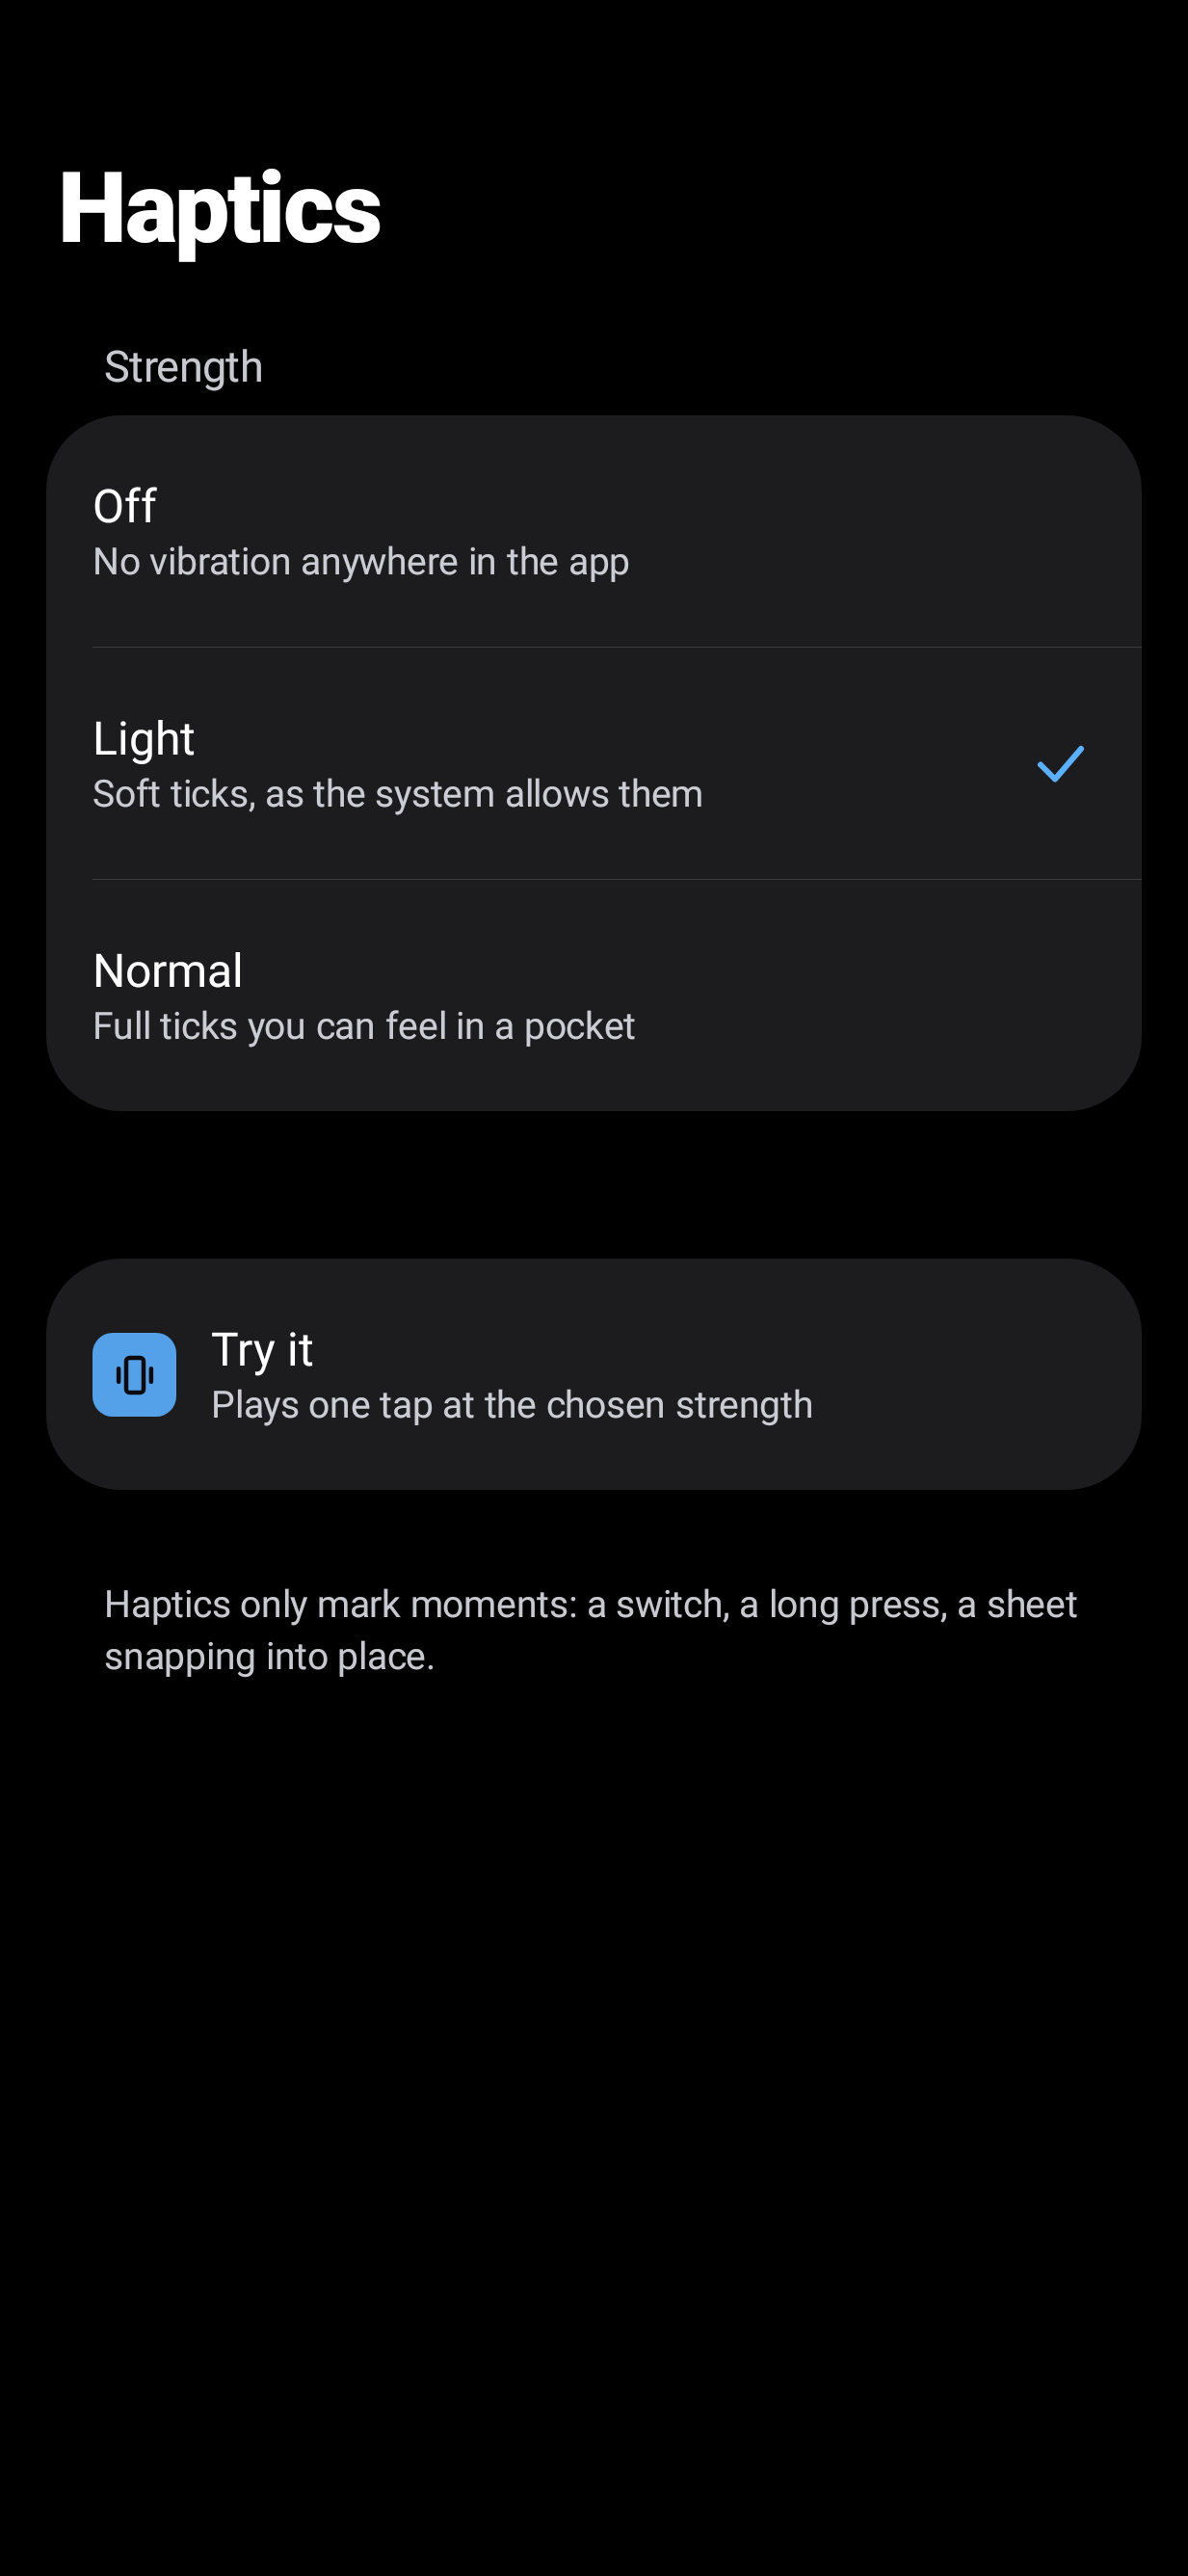 Haptics
Strength
Off
No vibration anywhere in the app
Light
Soft ticks, as the system allows them
Normal
Full ticks you can feel in a pocket
Try it
Plays one tap at the chosen strength
Haptics only mark moments: a switch, a long press, a sheet
snapping into place.